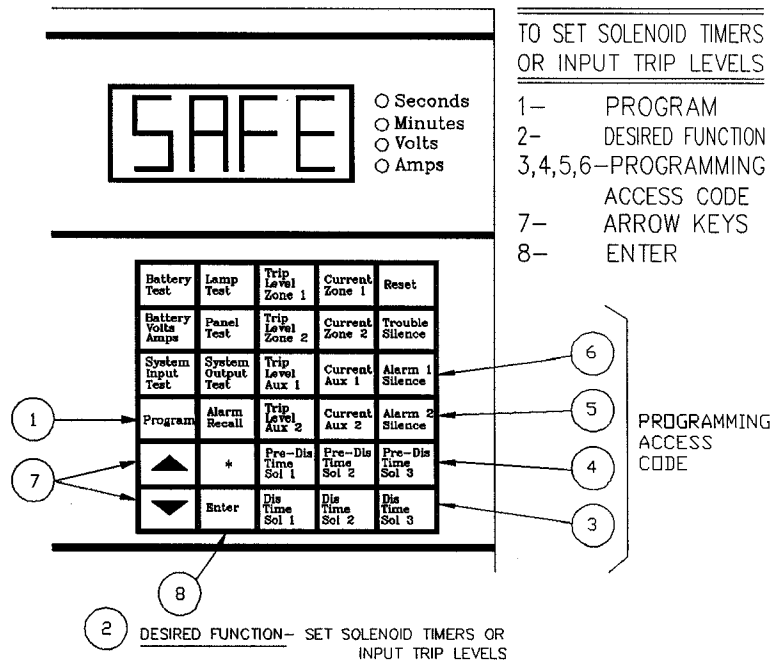 SAFE
Seconds
Minutes
Volts
Amps
TO SET SOLENOID TIMERS
OR INPUT TRIP LEVELS
1- PROGRAM
2- DESIRED FUNCTION
3,4,5,6-PROGRAMMING
ACCESS CODE
7- ARROW KEYS
8- ENTER
Battery Test
Lamp Test
Trip Level Zone 1
Current Zone 1
Reset
Battery Volts Amps
Panel Test
Trip Level Zone 2
Current Zone 2
Trouble Silence
System Input Test
System Output Test
Trip Level Aux 1
Current Aux 1
Alarm 1 Silence
Program
Alarm Recall
Trip Level Aux 2
Current Aux 2
Alarm 2 Silence
*
Pre-Dis Time Sol 1
Pre-Dis Time Sol 2
Pre-Dis Time Sol 3
Enter
Dis Time Sol 1
Dis Time Sol 2
Dis Time Sol 3
1
7
8
6
5
4
3
PROGRAMMING
ACCESS
CODE
2 DESIRED FUNCTION- SET SOLENOID TIMERS OR
INPUT TRIP LEVELS